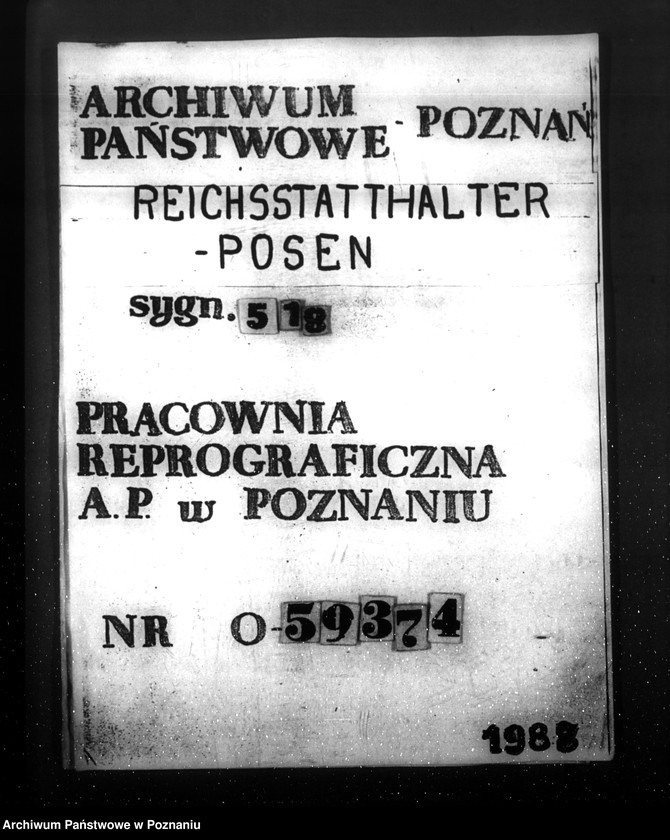 ARCHIWUM
PAŃSTWOWE - POZNAŃ
REICHSSTATTHALTER
-POSEN
sygn. 518
PRACOWNIA
REPROGRAFICZNA
A.P. w POZNANIU
NR O-59374
1988
Archiwum Państwowe w Poznaniu